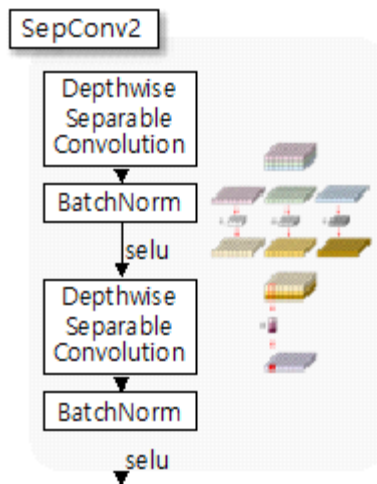 SepConv2
Depthwise
Separable
Convolution
BatchNorm
selu
Depthwise
Separable
Convolution
BatchNorm
selu